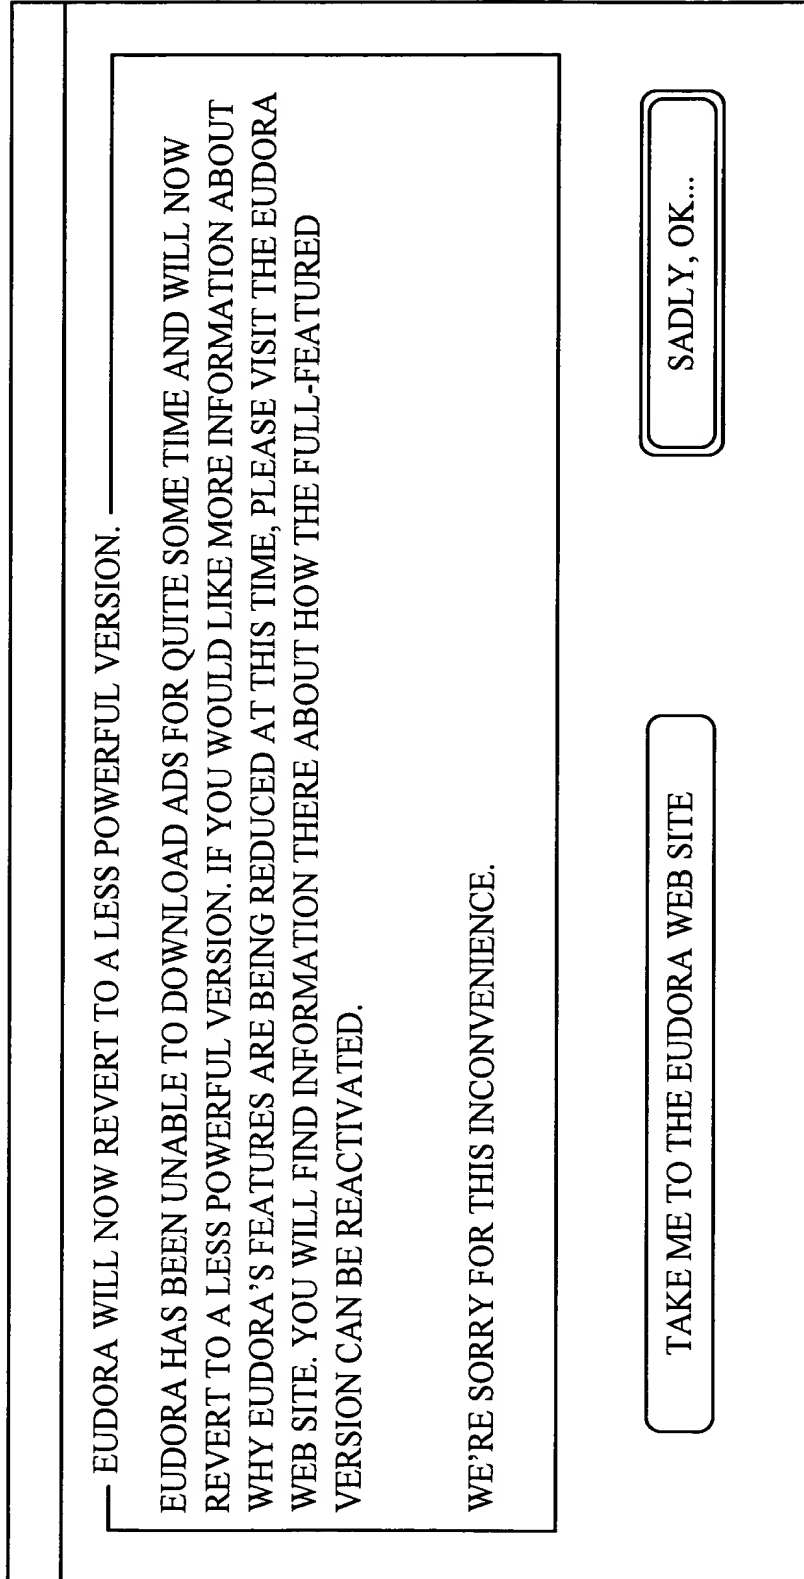 EUDORA WILL NOW REVERT TO A LESS POWERFUL VERSION.
EUDORA HAS BEEN UNABLE TO DOWNLOAD ADS FOR QUITE SOME TIME AND WILL NOW
REVERT TO A LESS POWERFUL VERSION. IF YOU WOULD LIKE MORE INFORMATION ABOUT
WHY EUDORA'S FEATURES ARE BEING REDUCED AT THIS TIME, PLEASE VISIT THE EUDORA
WEB SITE. YOU WILL FIND INFORMATION THERE ABOUT HOW THE FULL-FEATURED
VERSION CAN BE REACTIVATED.
WE'RE SORRY FOR THIS INCONVENIENCE.
TAKE ME TO THE EUDORA WEB SITE
SADLY, OK...